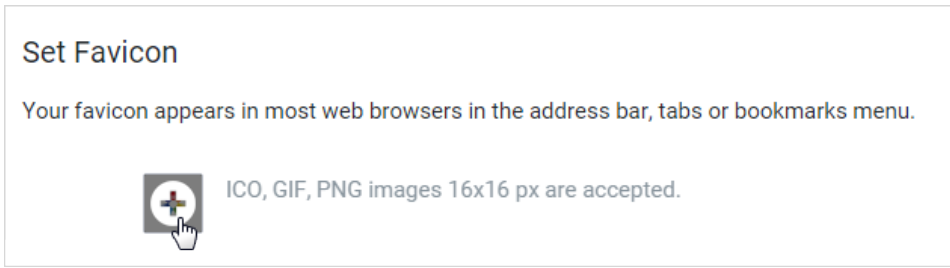 Set Favicon
Your favicon appears in most web browsers in the address bar, tabs or bookmarks menu.
ICO, GIF, PNG images 16x16 px are accepted.